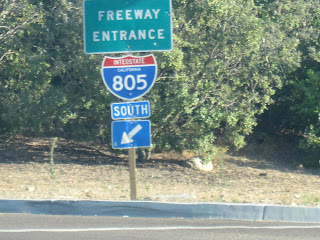 FREEWAY
ENTRANCE
INTERSTATE
CALIFORNIA
805
SOUTH